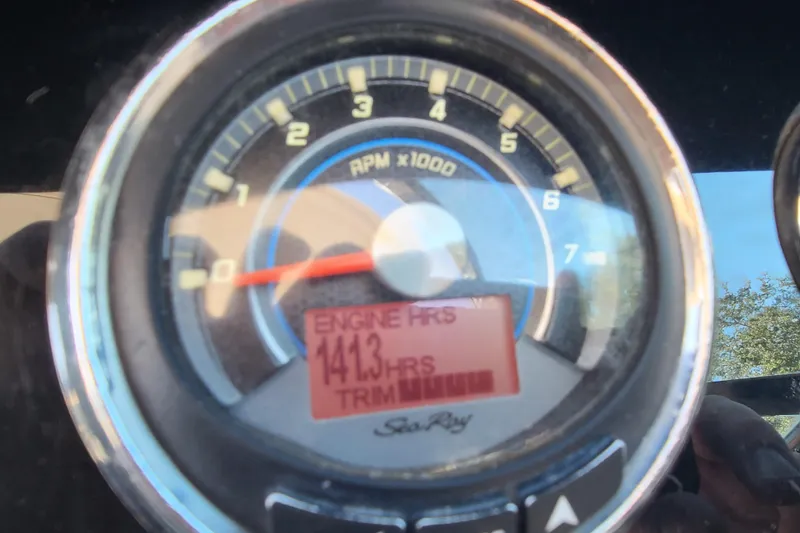 0
1
2
3
4
5
6
7
RPM x1000
ENGINE HRS
141.3 HRS
TRIM
Sea Ray